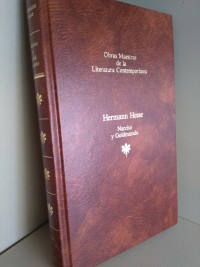 Obras Maestras
de la
Literatura Contemporánea
Hermann Hesse
Narciso
y Goldmundo